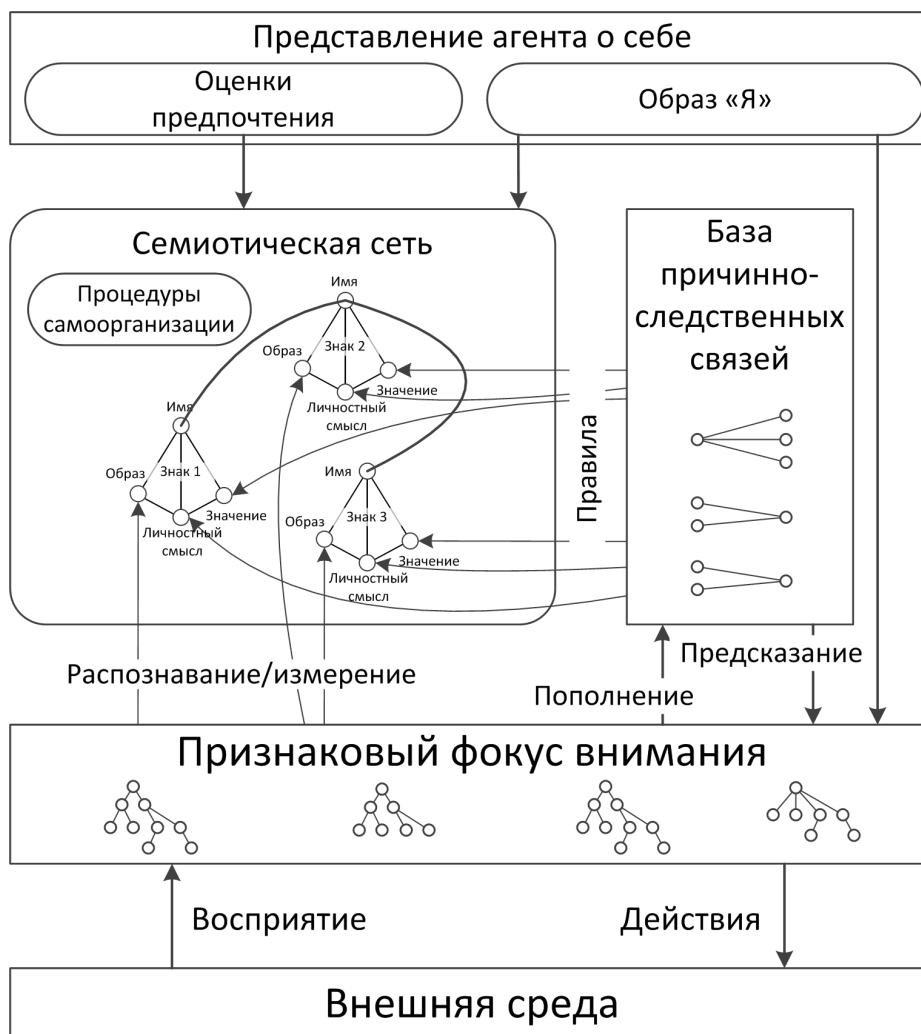 Представление агента о себе
Оценки
предпочтения
Образ «Я»
Семиотическая сеть
Процедуры
самоорганизации
Имя
Образ
Знак 2
Значение
Личностный
смысл
Имя
Образ
Знак 1
Значение
Личностный
смысл
Имя
Образ
Знак 3
Значение
Личностный
смысл
Правила
База
причинно-
следственных
связей
Распознавание/измерение
Пополнение
Предсказание
Признаковый фокус внимания
Восприятие
Действия
Внешняя среда